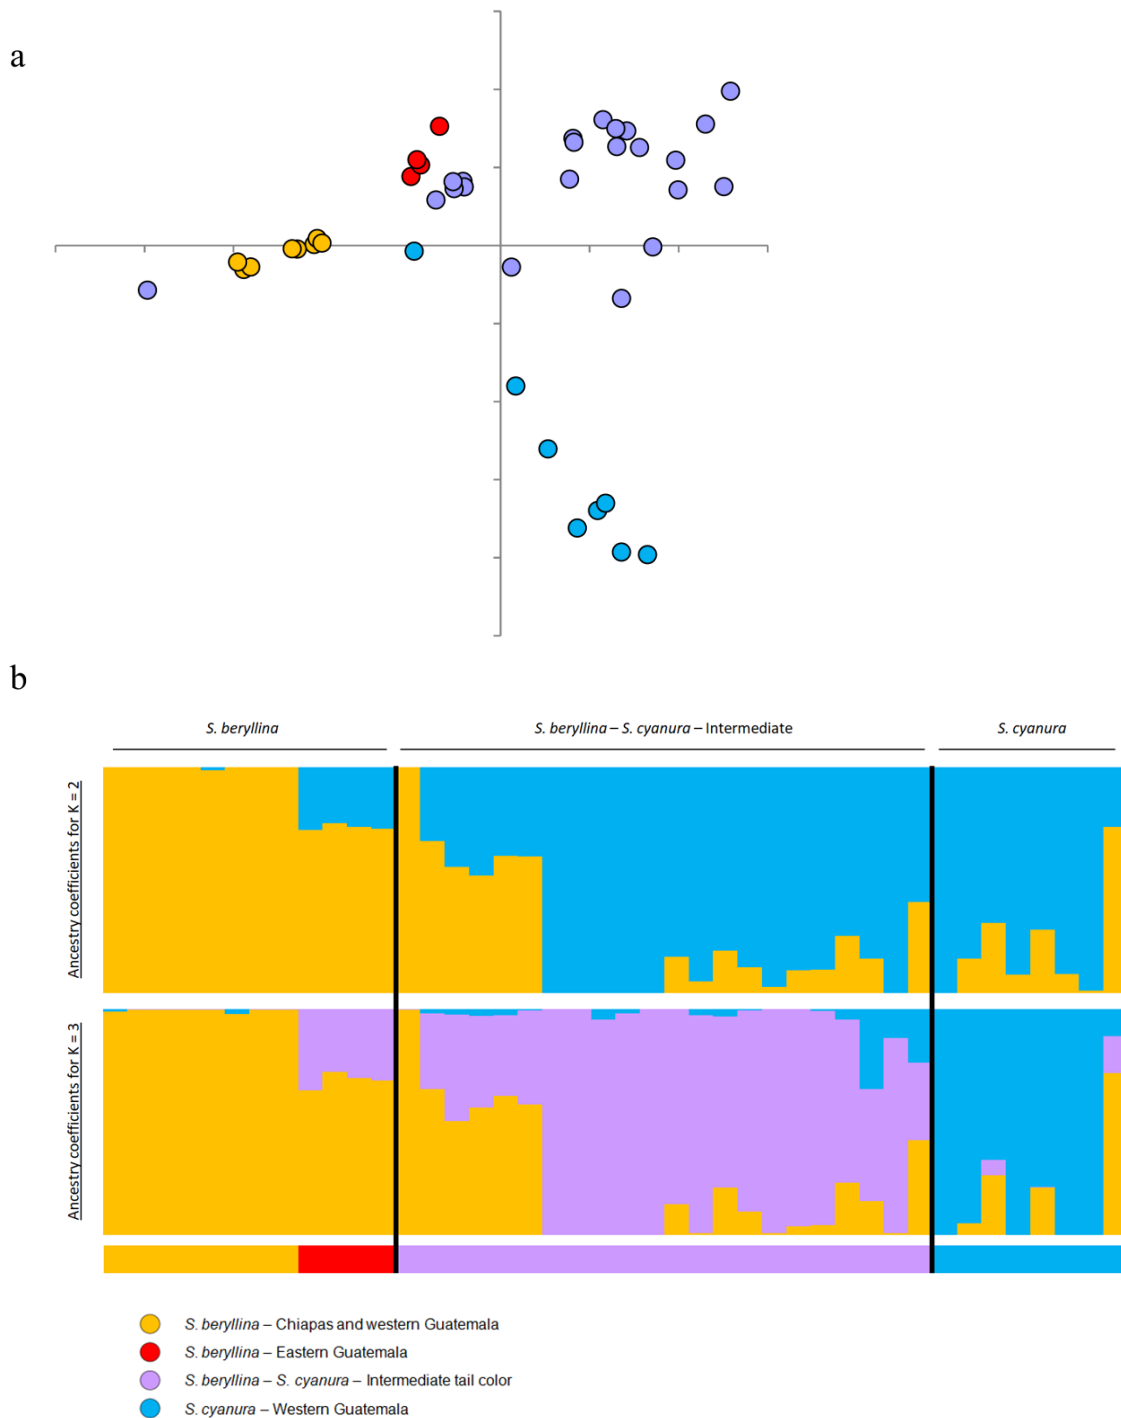 a
b
S. beryllina
S. beryllina – S. cyanura – Intermediate
S. cyanura
Ancestry coefficients for K = 2
Ancestry coefficients for K = 3
S. beryllina – Chiapas and western Guatemala
S. beryllina – Eastern Guatemala
S. beryllina – S. cyanura – Intermediate tail color
S. cyanura – Western Guatemala